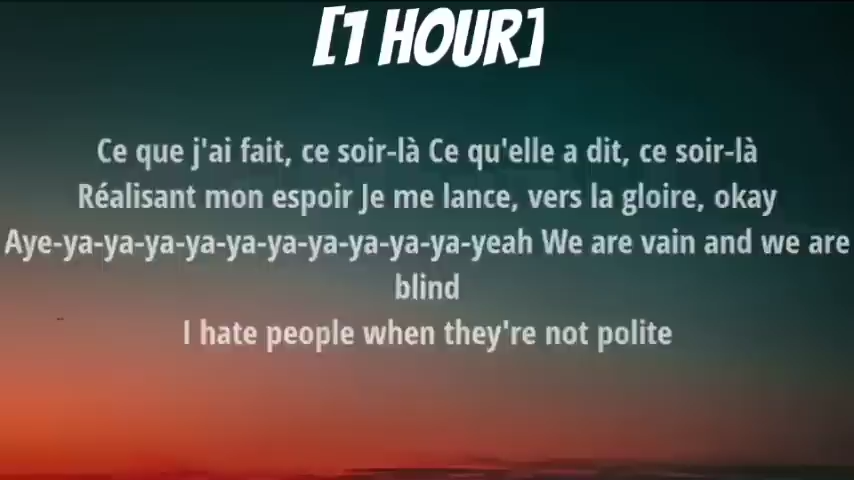 [1 HOUR]
Ce que j'ai fait, ce soir-là Ce qu'elle a dit, ce soir-là
Réalisant mon espoir Je me lance, vers la gloire, okay
Aye-ya-ya-ya-ya-ya-ya-ya-ya-ya-ya-yeah We are vain and we are
blind
I hate people when they're not polite